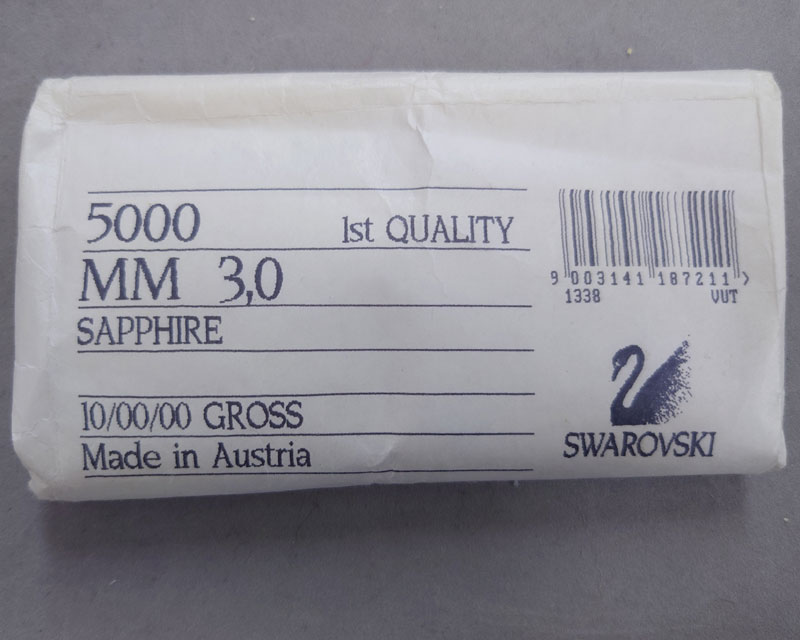 5000 1st QUALITY
MM 3,0
SAPPHIRE
10/00/00 GROSS
Made in Austria
9 003141 187211 >
1338 VUT
SWAROVSKI